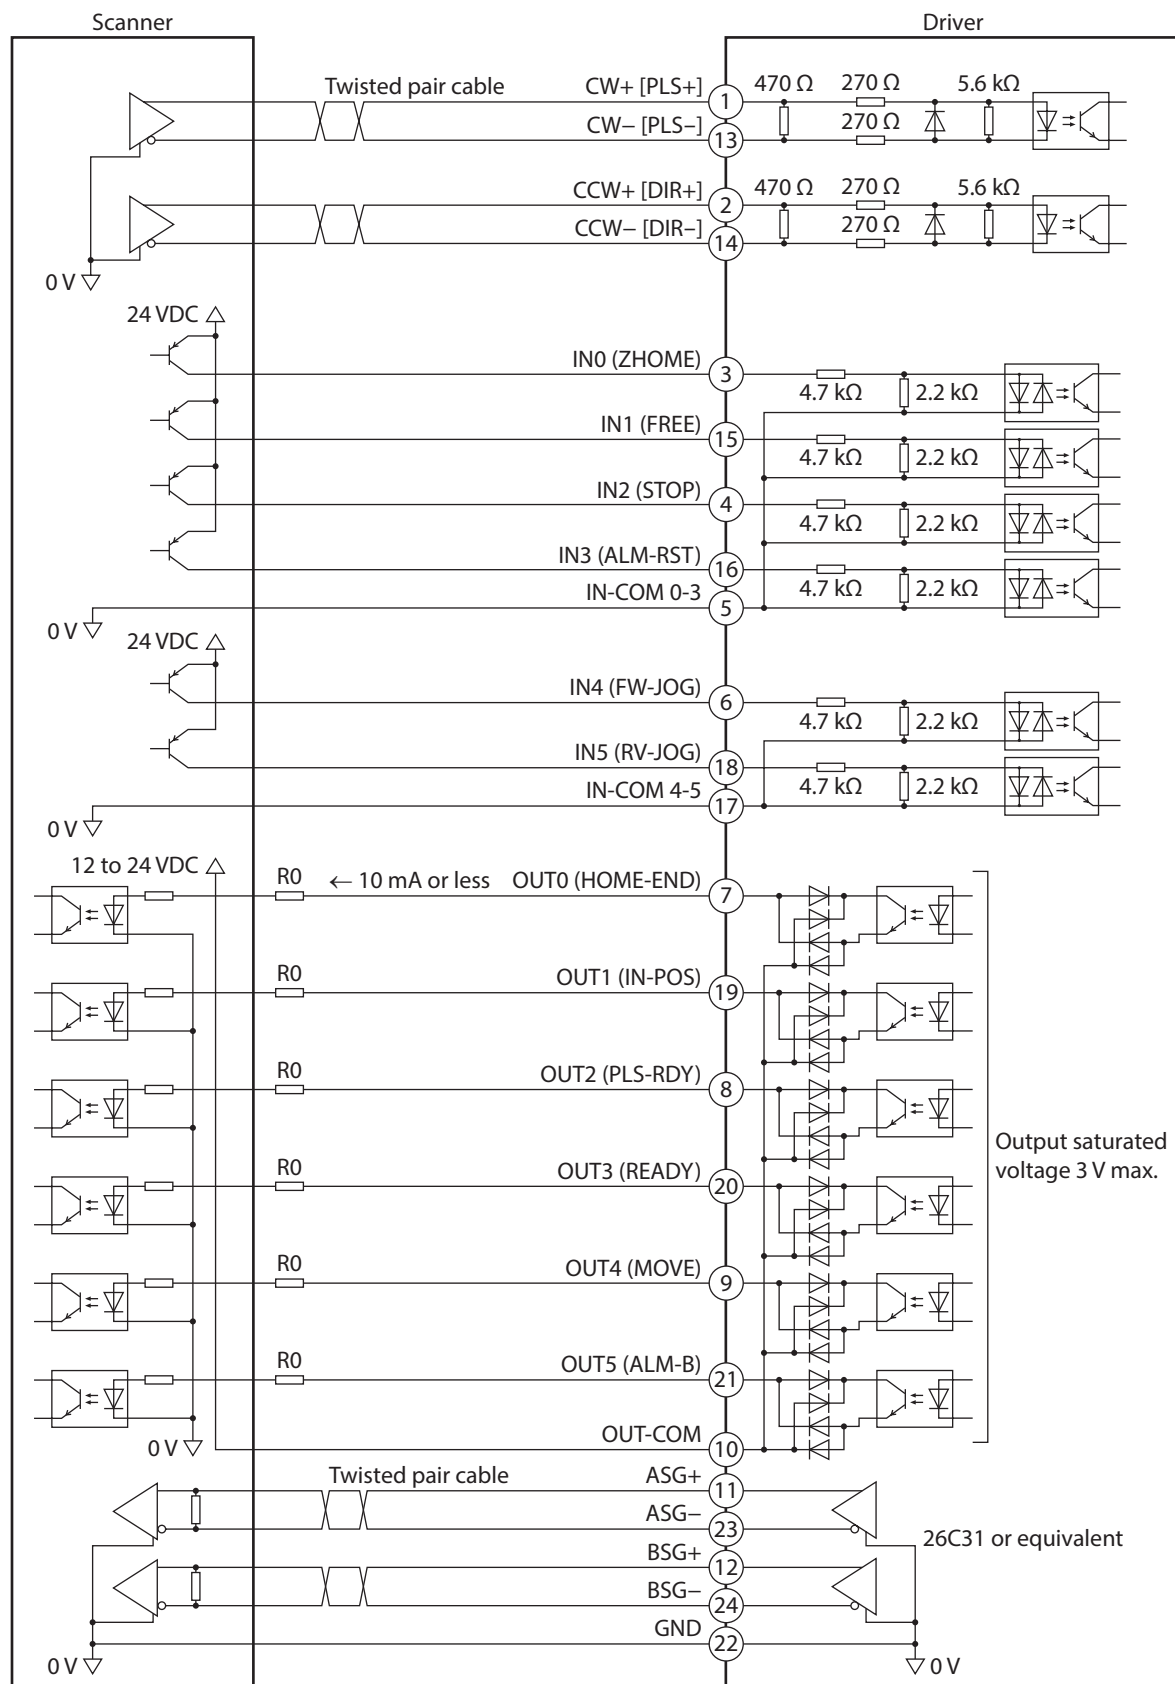 Scanner
Driver
Twisted pair cable
CW+ [PLS+]
1
470 Ω
270 Ω
5.6 kΩ
CW− [PLS−]
13
270 Ω
CCW+ [DIR+]
2
470 Ω
270 Ω
5.6 kΩ
CCW− [DIR−]
14
270 Ω
0 V
24 VDC
IN0 (ZHOME)
3
4.7 kΩ
2.2 kΩ
IN1 (FREE)
15
4.7 kΩ
2.2 kΩ
IN2 (STOP)
4
4.7 kΩ
2.2 kΩ
IN3 (ALM-RST)
16
4.7 kΩ
2.2 kΩ
IN-COM 0-3
5
0 V
24 VDC
IN4 (FW-JOG)
6
4.7 kΩ
2.2 kΩ
IN5 (RV-JOG)
18
4.7 kΩ
2.2 kΩ
IN-COM 4-5
17
0 V
12 to 24 VDC
R0
← 10 mA or less
OUT0 (HOME-END)
7
R0
OUT1 (IN-POS)
19
R0
OUT2 (PLS-RDY)
8
Output saturated
voltage 3 V max.
R0
OUT3 (READY)
20
R0
OUT4 (MOVE)
9
R0
OUT5 (ALM-B)
21
0 V
OUT-COM
10
Twisted pair cable
ASG+
11
ASG−
23
26C31 or equivalent
BSG+
12
BSG−
24
GND
22
0 V
0 V